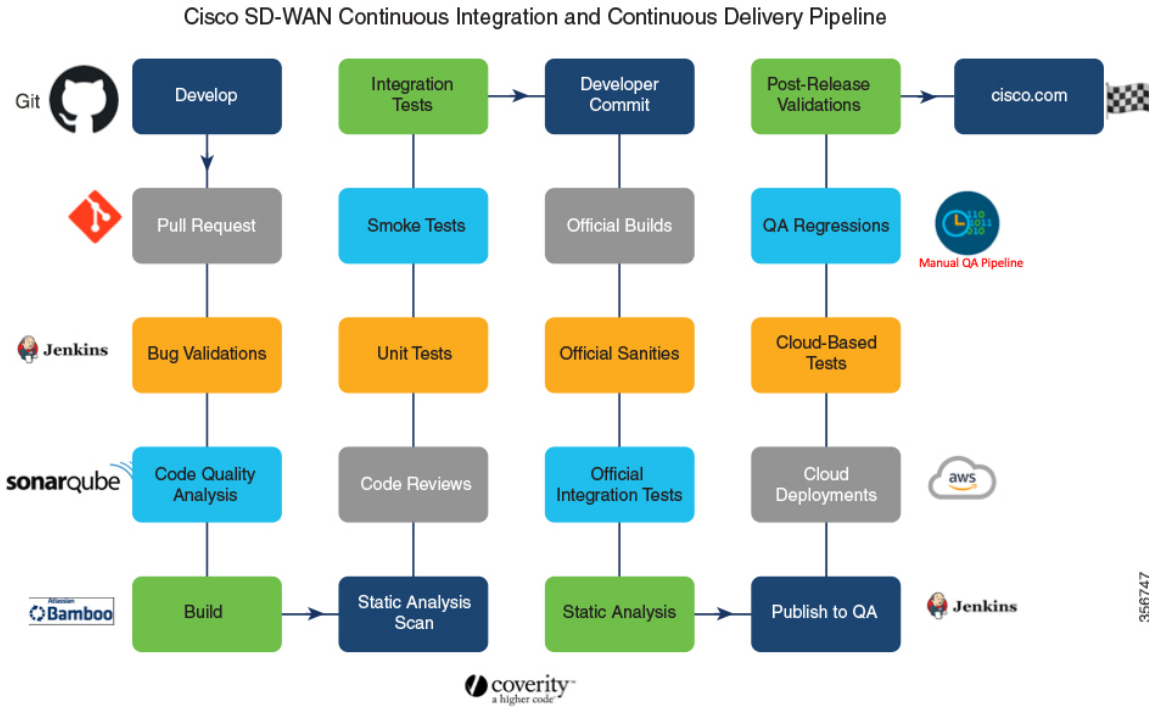 Cisco SD-WAN Continuous Integration and Continuous Delivery Pipeline
Git
Develop
Integration
Tests
Developer
Commit
Post-Release
Validations
cisco.com
Pull Request
Smoke Tests
Official Builds
QA Regressions
110
1011
010
Manual QA Pipeline
Jenkins
Bug Validations
Unit Tests
Official Sanities
Cloud-Based
Tests
sonarqube
Code Quality
Analysis
Code Reviews
Official
Integration Tests
Cloud
Deployments
aws
Atlassian
Bamboo
Build
Static Analysis
Scan
Static Analysis
Publish to QA
Jenkins
356747
coverity™
a higher code